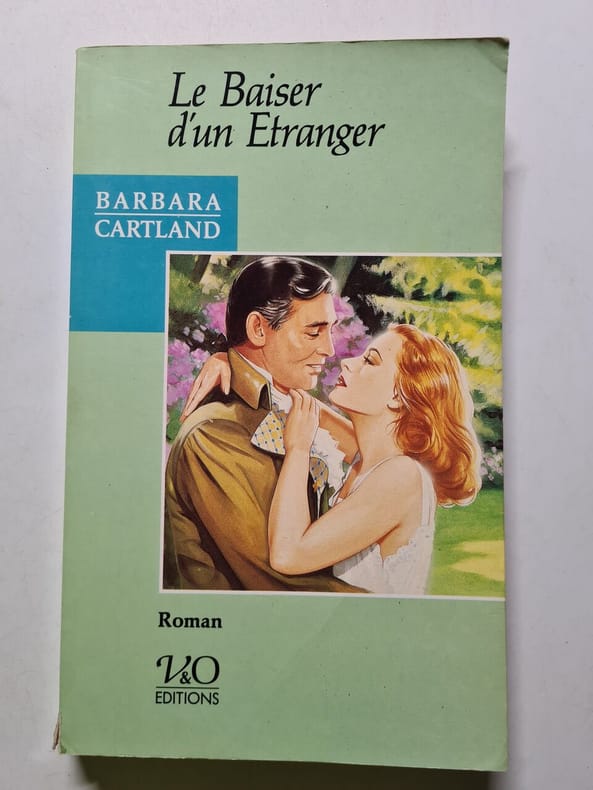 Le Baiser
d'un Etranger
BARBARA
CARTLAND
Roman
V&O
EDITIONS